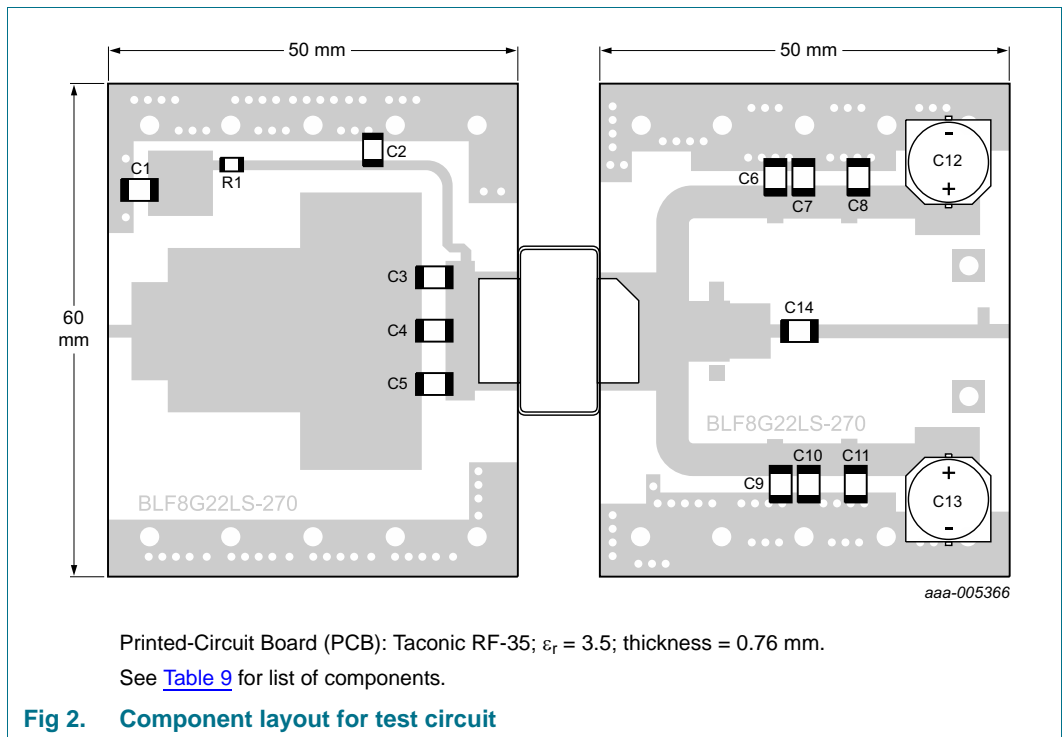 50 mm
50 mm
C1
R1
C2
C6
C7
C8
-
C12
+
C3
C4
C5
60
mm
C14
BLF8G22LS-270
BLF8G22LS-270
C9
C10
C11
+
C13
-
aaa-005366
Printed-Circuit Board (PCB): Taconic RF-35; εr = 3.5; thickness = 0.76 mm.
See Table 9 for list of components.
Fig 2. Component layout for test circuit